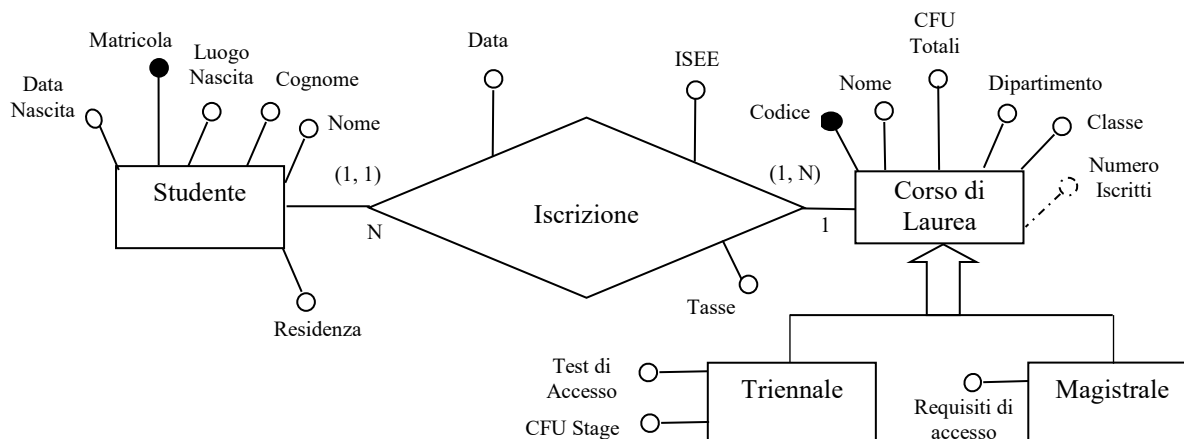 Matricola
Data
Nascita
Luogo
Nascita
Cognome
Nome
Studente
Residenza
Data
ISEE
(1, 1)
N
Iscrizione
(1, N)
1
Tasse
CFU
Totali
Nome
Codice
Dipartimento
Classe
Numero
Iscritti
Corso di
Laurea
Test di
Accesso
CFU Stage
Triennale
Requisiti di
accesso
Magistrale